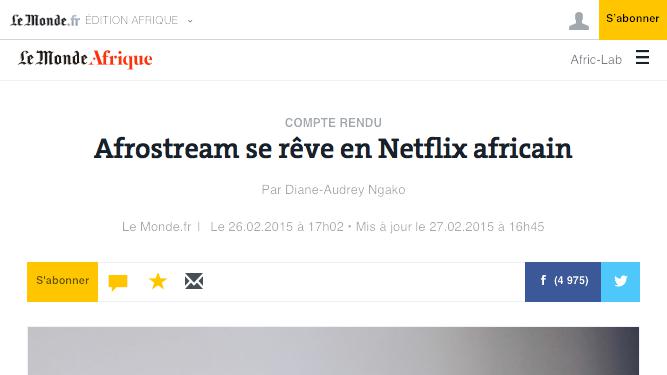 Le Monde.fr ÉDITION AFRIQUE
S'abonner
Le Monde Afrique
Afric-Lab
COMPTE RENDU
Afrostream se rêve en Netflix africain
Par Diane-Audrey Ngako
Le Monde.fr | Le 26.02.2015 à 17h02 • Mis à jour le 27.02.2015 à 16h45
S'abonner
f (4 975)